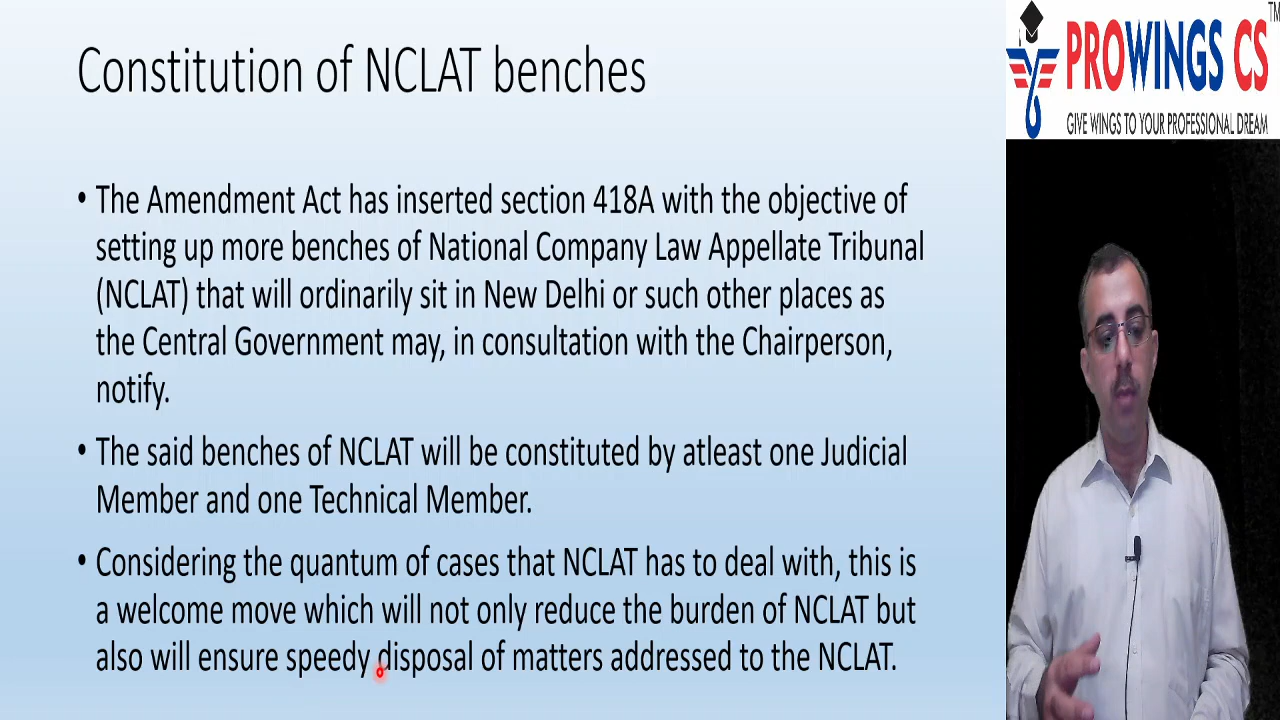 Constitution of NCLAT benches
• The Amendment Act has inserted section 418A with the objective of
setting up more benches of National Company Law Appellate Tribunal
(NCLAT) that will ordinarily sit in New Delhi or such other places as
the Central Government may, in consultation with the Chairperson,
notify.
• The said benches of NCLAT will be constituted by atleast one Judicial
Member and one Technical Member.
• Considering the quantum of cases that NCLAT has to deal with, this is
a welcome move which will not only reduce the burden of NCLAT but
also will ensure speedy disposal of matters addressed to the NCLAT.
TM
PROWINGS CS
GIVE WINGS TO YOUR PROFESSIONAL DREAM